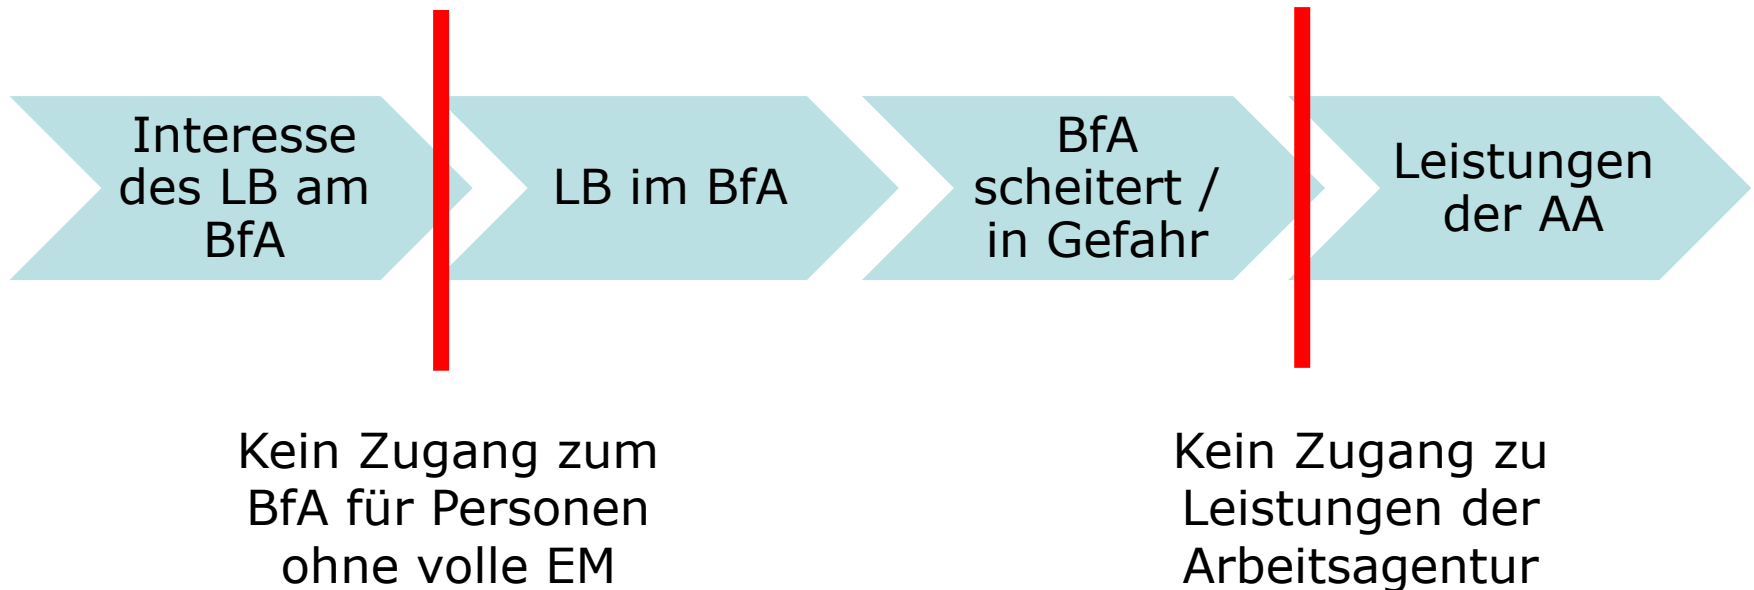 Interesse
des LB am
BfA
LB im BfA
BfA
scheitert /
in Gefahr
Leistungen
der AA
Kein Zugang zum
BfA für Personen
ohne volle EM
Kein Zugang zu
Leistungen der
Arbeitsagentur